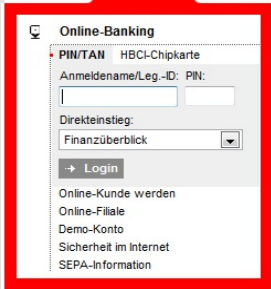 Online-Banking
PIN/TAN HBCI-Chipkarte
Anmeldename/Leg.-ID: PIN:
Direkteinstieg:
Finanzüberblick
→ Login
Online-Kunde werden
Online-Filiale
Demo-Konto
Sicherheit im Internet
SEPA-Information